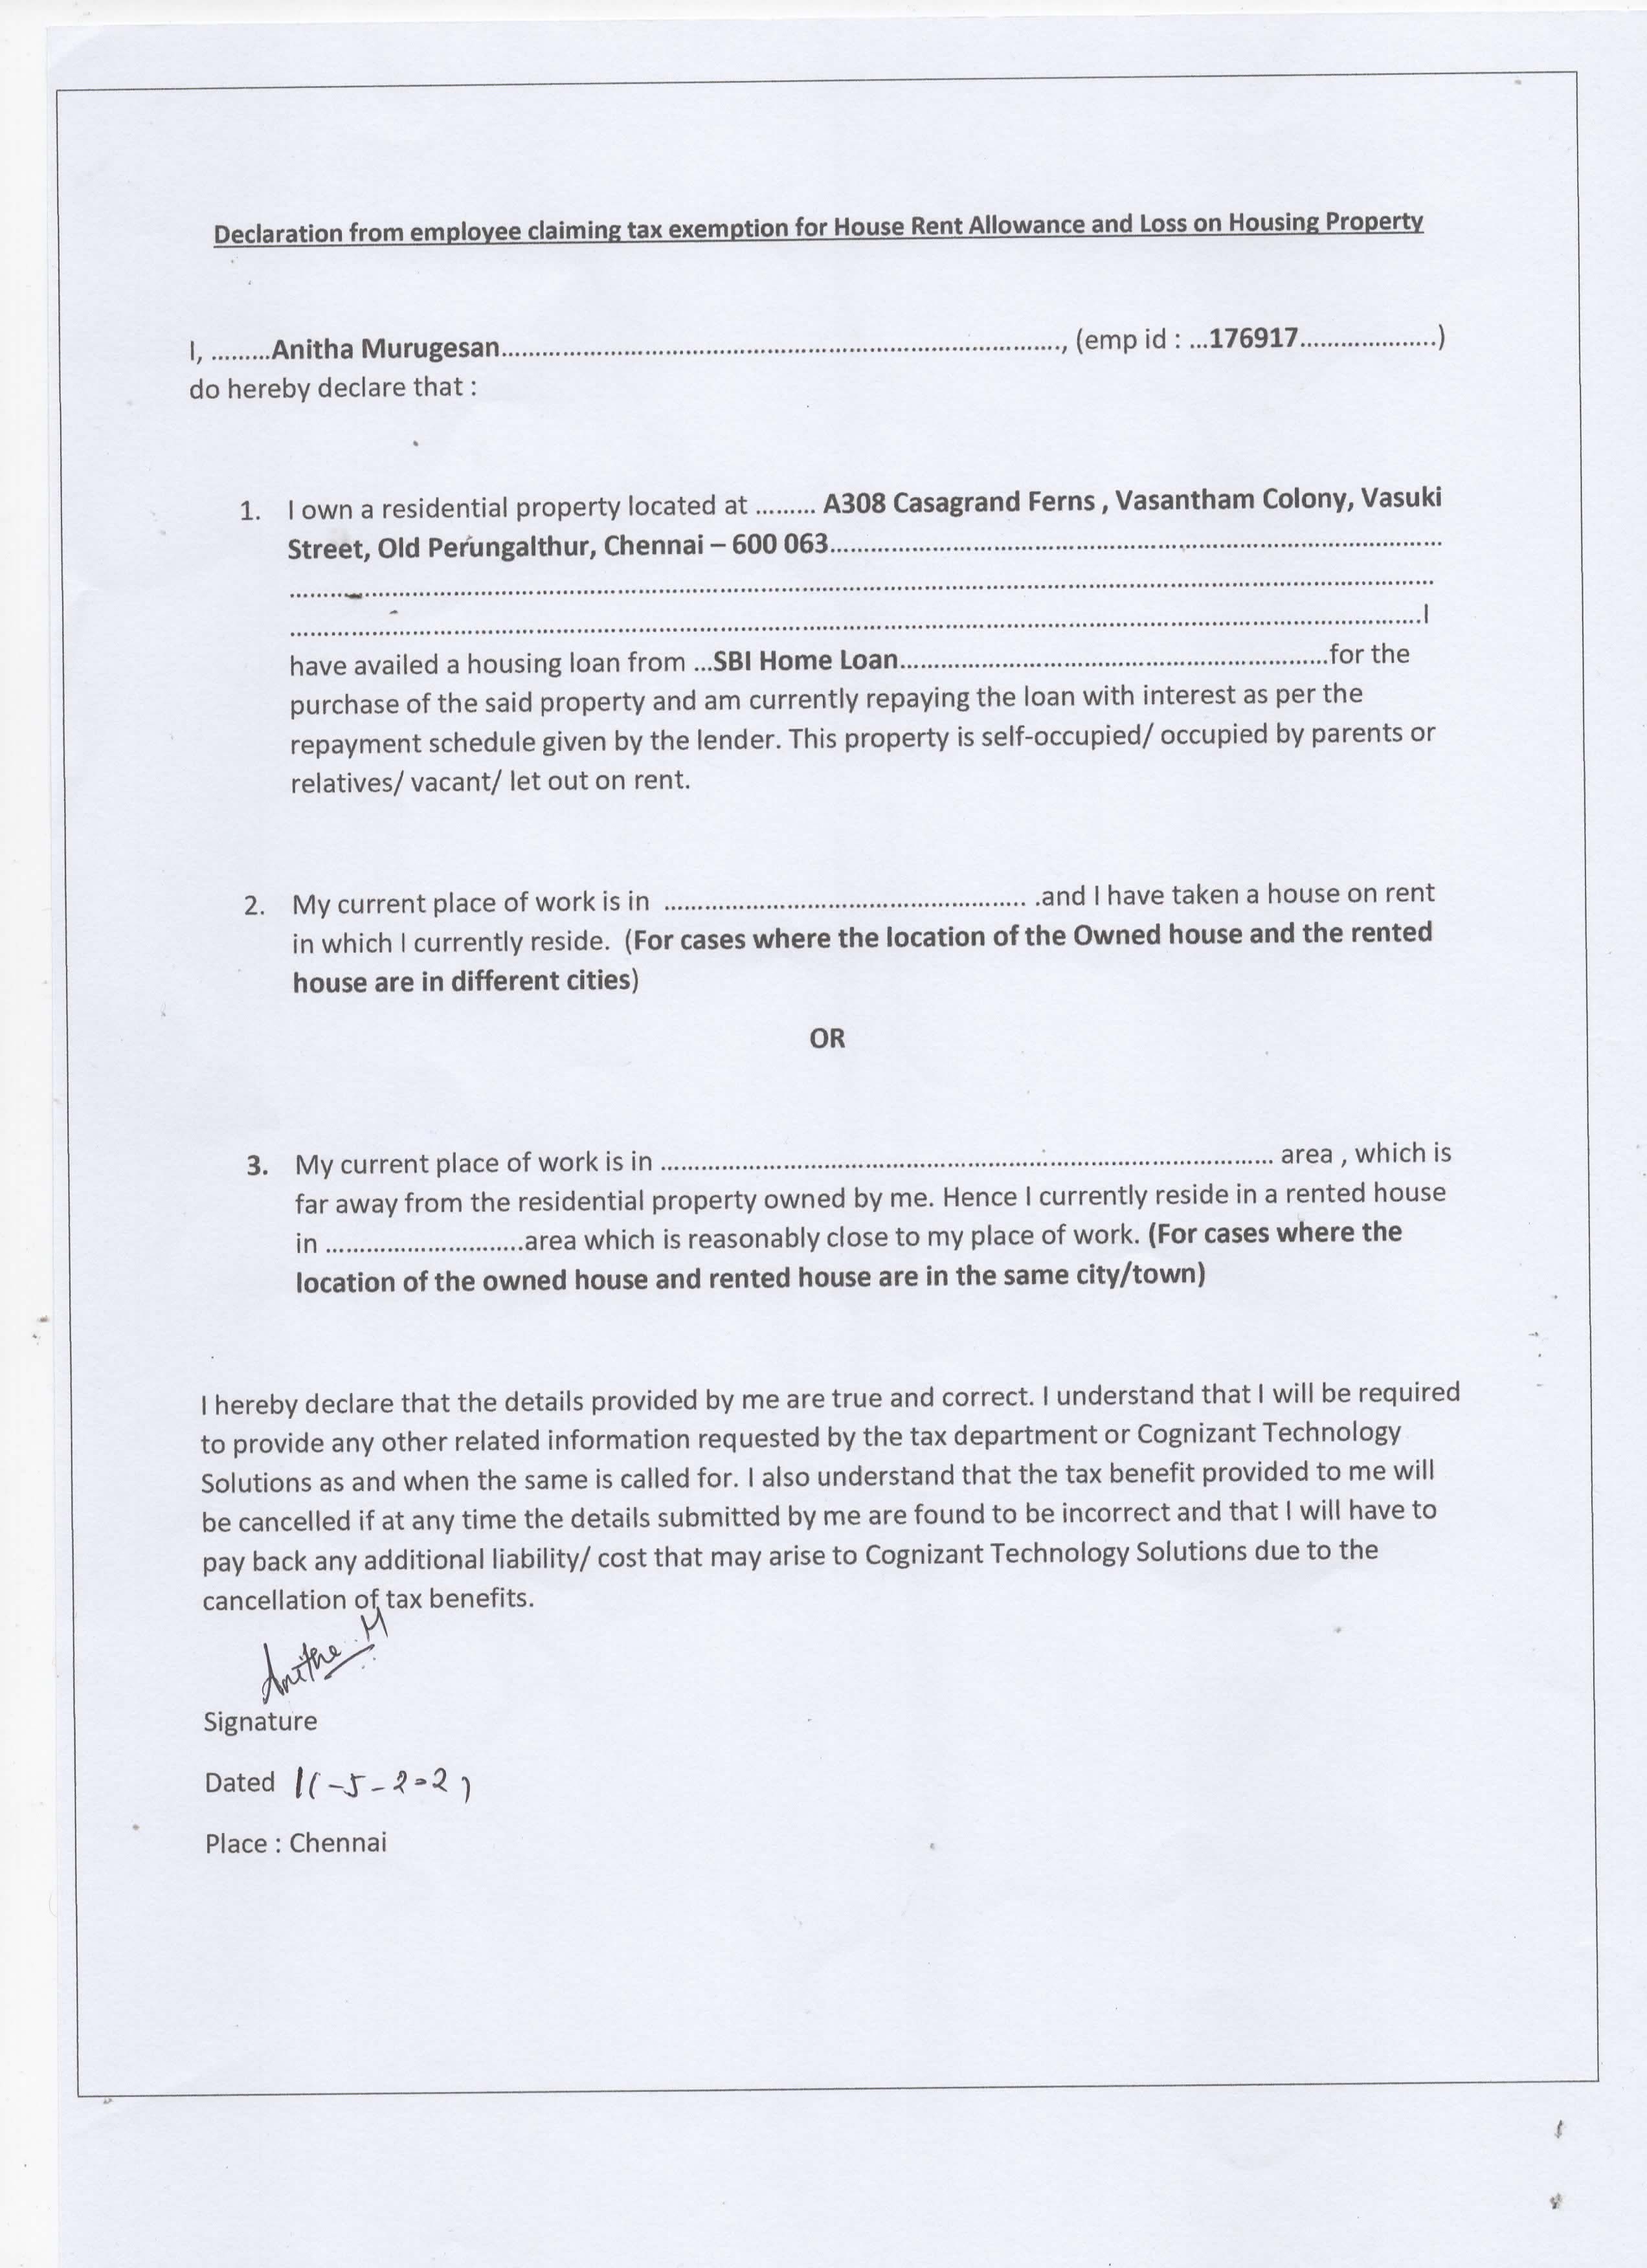 Declaration from employee claiming tax exemption for House Rent Allowance and Loss on Housing Property
I, .........Anitha Murugesan...................................................................................., (emp id : ...176917....................)
do hereby declare that :
1. I own a residential property located at ......... A308 Casagrand Ferns , Vasantham Colony, Vasuki
Street, Old Perungalthur, Chennai – 600 063............................................................................................
............................................................................................................................................................................
..........................................................................................................................................................................I
have availed a housing loan from ...SBI Home Loan................................................................for the
purchase of the said property and am currently repaying the loan with interest as per the
repayment schedule given by the lender. This property is self-occupied/ occupied by parents or
relatives/ vacant/ let out on rent.
2. My current place of work is in ...................................................... .and I have taken a house on rent
in which I currently reside. (For cases where the location of the Owned house and the rented
house are in different cities)
OR
3. My current place of work is in ............................................................................................ area , which is
far away from the residential property owned by me. Hence I currently reside in a rented house
in ..............................area which is reasonably close to my place of work. (For cases where the
location of the owned house and rented house are in the same city/town)
I hereby declare that the details provided by me are true and correct. I understand that I will be required
to provide any other related information requested by the tax department or Cognizant Technology
Solutions as and when the same is called for. I also understand that the tax benefit provided to me will
be cancelled if at any time the details submitted by me are found to be incorrect and that I will have to
pay back any additional liability/ cost that may arise to Cognizant Technology Solutions due to the
cancellation of tax benefits.
Anitha. M
Signature
Dated 11-5-2021
Place : Chennai